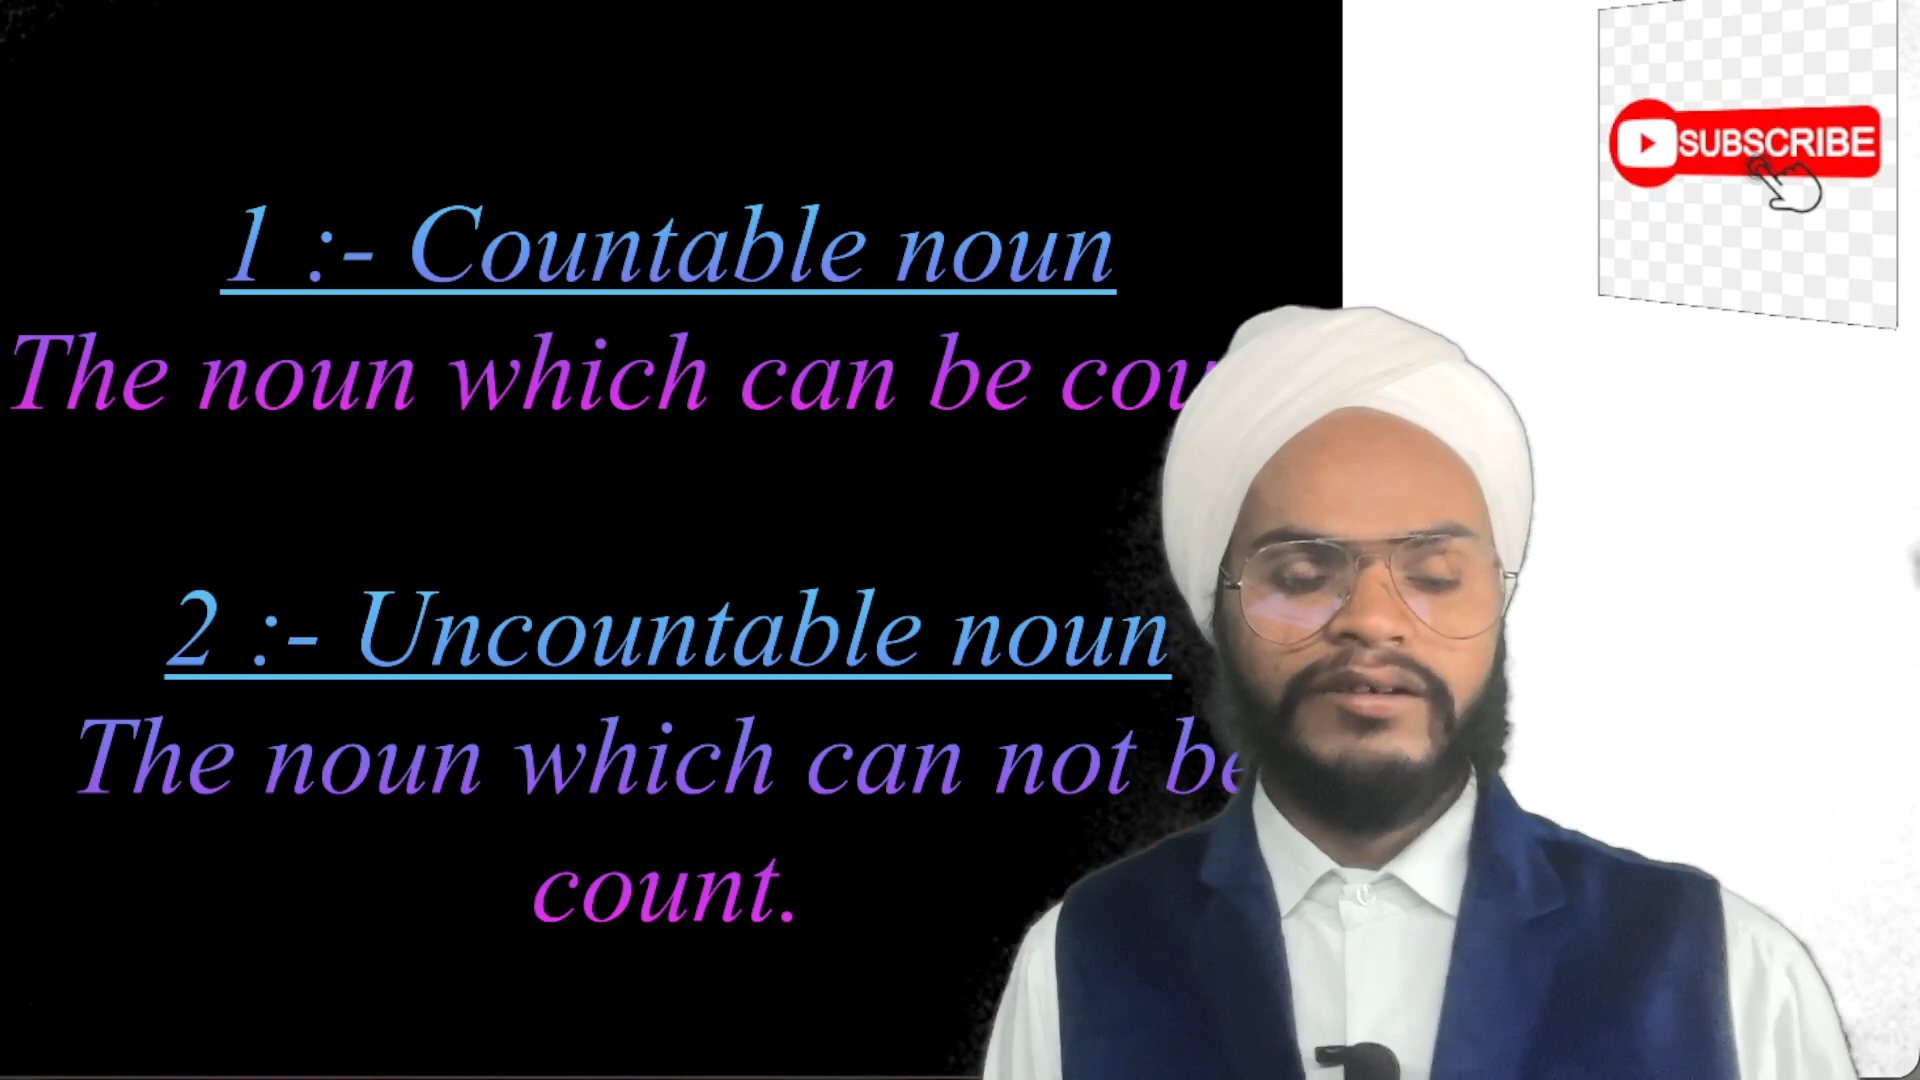 1 :- Countable noun
The noun which can be
2 :- Uncountable noun
The noun which can not be
count.
SUBSCRIBE